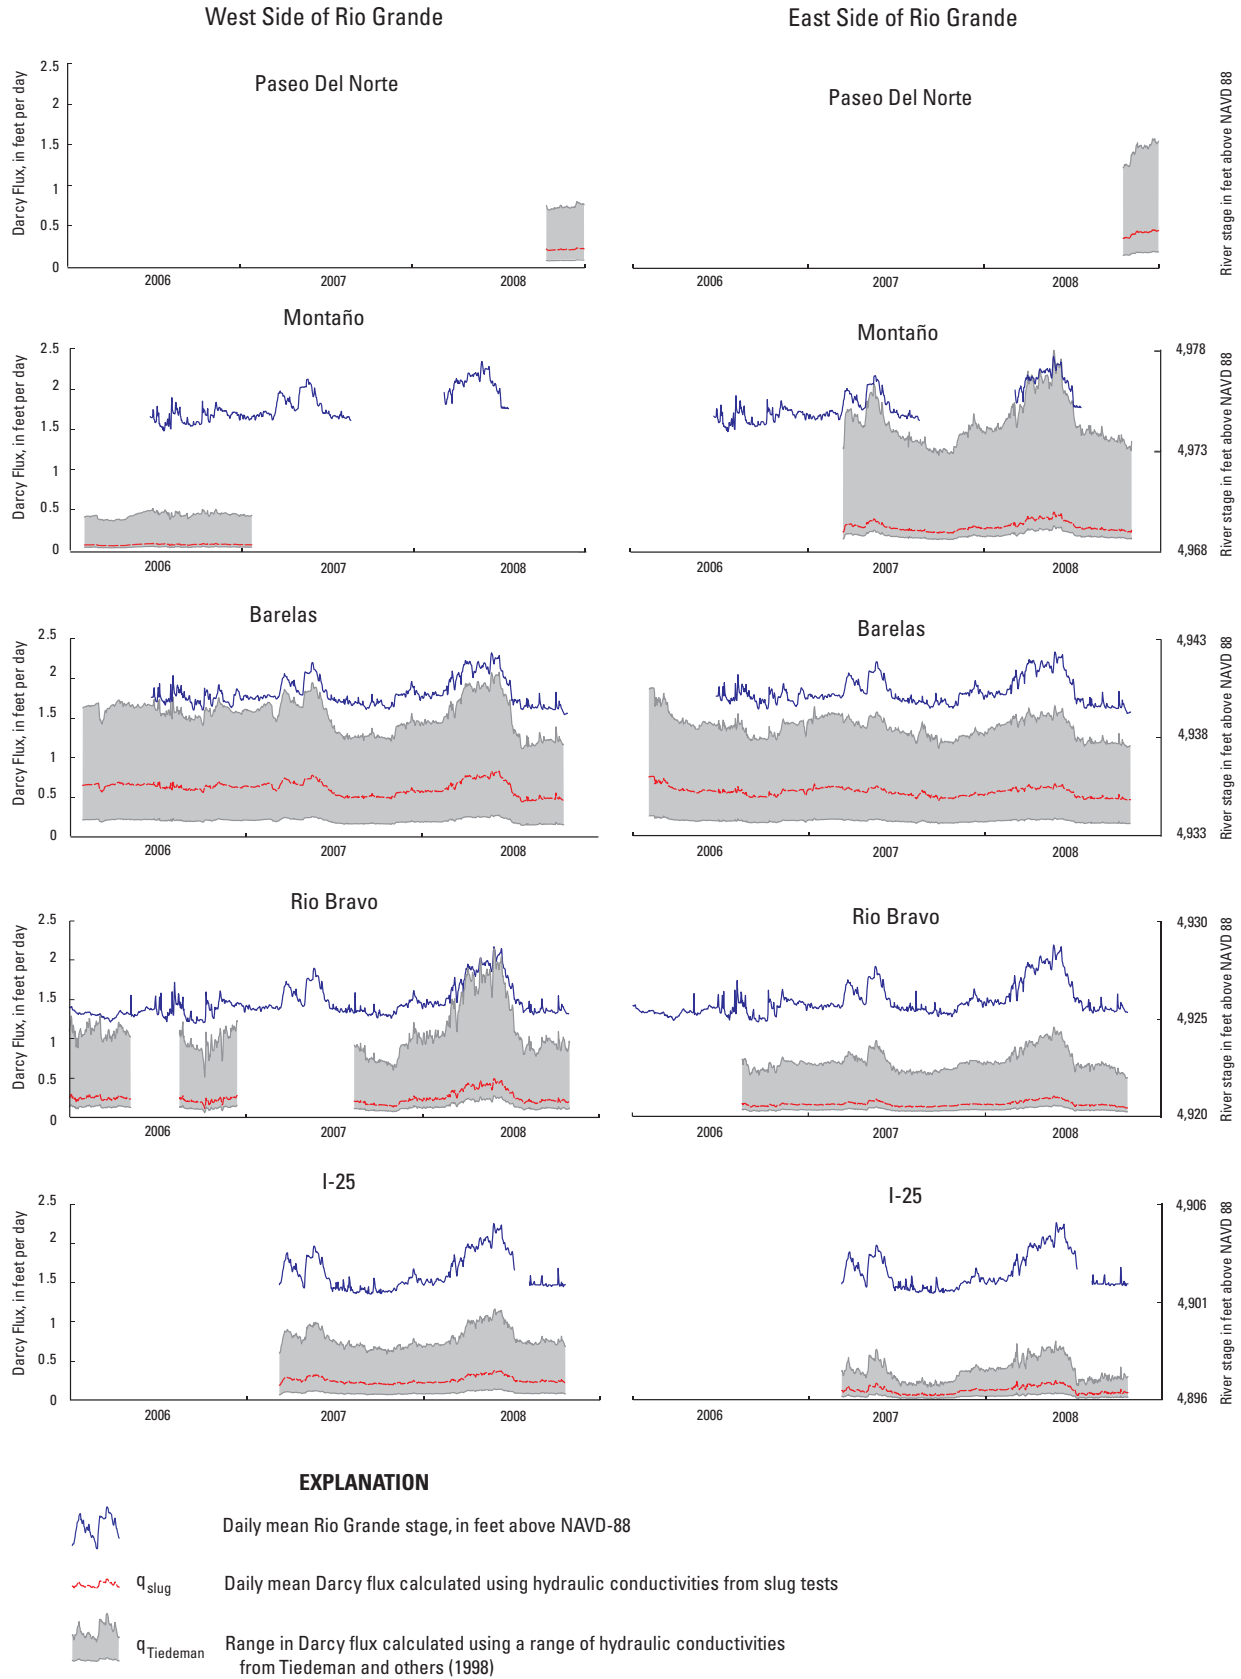 West Side of Rio Grande
East Side of Rio Grande
Paseo Del Norte
Darcy Flux, in feet per day
2.5
2
1.5
1
0.5
0
2006
2007
2008
Paseo Del Norte
River stage in feet above NAVD 88
2006
2007
2008
Montaño
Darcy Flux, in feet per day
2.5
2
1.5
1
0.5
0
2006
2007
2008
Montaño
4,978
4,973
4,968
River stage in feet above NAVD 88
2006
2007
2008
Barelas
Darcy Flux, in feet per day
2.5
2
1.5
1
0.5
0
2006
2007
2008
Barelas
4,943
4,938
4,933
River stage in feet above NAVD 88
2006
2007
2008
Rio Bravo
Darcy Flux, in feet per day
2.5
2
1.5
1
0.5
0
2006
2007
2008
Rio Bravo
4,930
4,925
4,920
River stage in feet above NAVD 88
2006
2007
2008
I-25
Darcy Flux, in feet per day
2.5
2
1.5
1
0.5
0
2006
2007
2008
I-25
4,906
4,901
4,896
River stage in feet above NAVD 88
2006
2007
2008
EXPLANATION
Daily mean Rio Grande stage, in feet above NAVD-88
qslug Daily mean Darcy flux calculated using hydraulic conductivities from slug tests
qTiedeman Range in Darcy flux calculated using a range of hydraulic conductivities
from Tiedeman and others (1998)